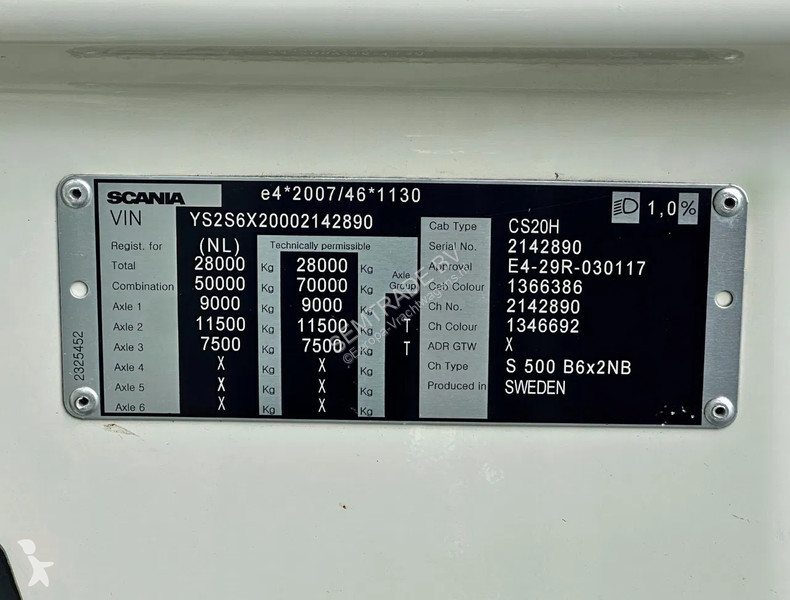 SCANIA e4*2007/46*1130 1,0%
VIN YS2S6X20002142890
Regist. for (NL) Technically permissible
Total 28000 Kg 28000 Kg Axle Group
Combination 50000 Kg 70000 Kg
Axle 1 9000 Kg 9000 Kg
Axle 2 11500 Kg 11500 Kg T
Axle 3 7500 Kg 7500 Kg T
Axle 4 X Kg X Kg
Axle 5 X Kg X Kg
Axle 6 X Kg X Kg
Cab Type CS20H
Serial No. 2142890
Approval E4-29R-030117
Cab Colour 1366386
Ch No. 2142890
Ch Colour 1346692
ADR GTW X
Ch Type S 500 B6x2NB
Produced in SWEDEN
2325452
BEMTRADE BV